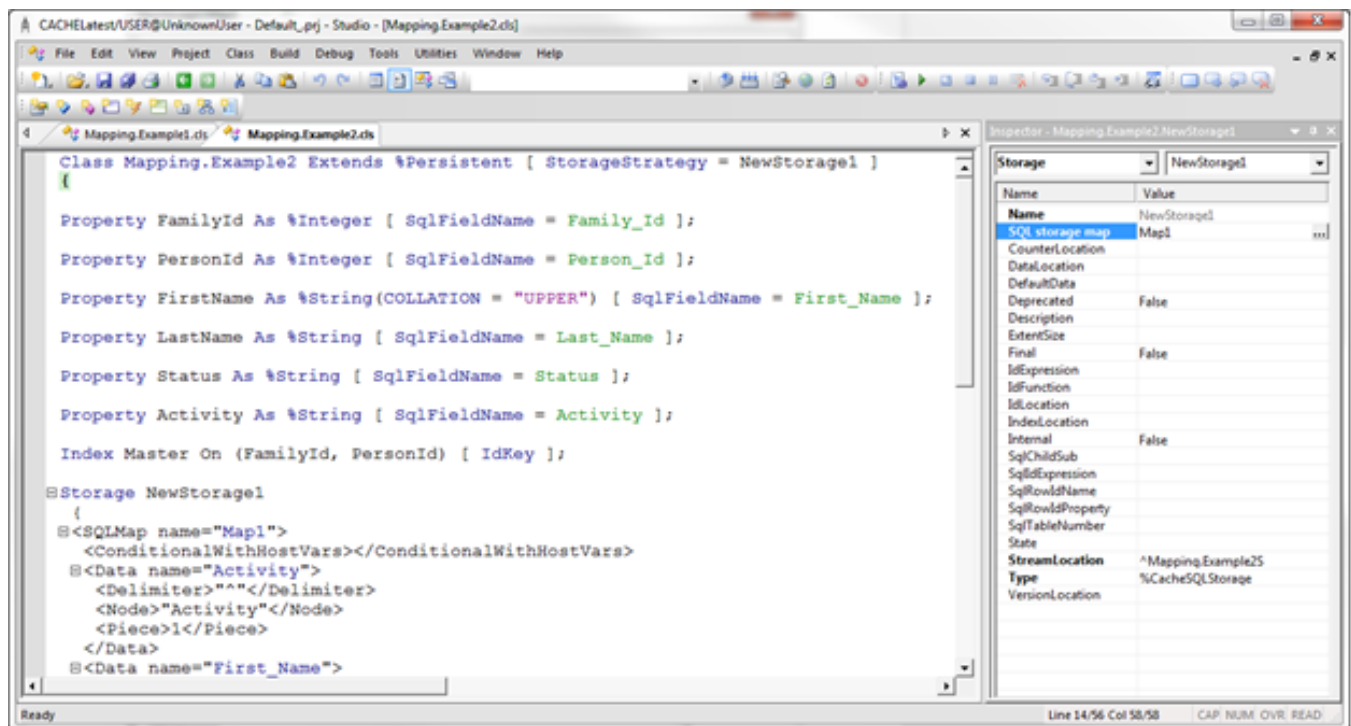 CACHELatest/USER@UnknownUser - Default_.prj - Studio - [Mapping.Example2.cls]
File Edit View Project Class Build Debug Tools Utilities Window Help
Mapping.Example1.cls Mapping.Example2.cls
Class Mapping.Example2 Extends %Persistent [ StorageStrategy = NewStorage1 ]
{
Property FamilyId As %Integer [ SqlFieldName = Family_Id ];
Property PersonId As %Integer [ SqlFieldName = Person_Id ];
Property FirstName As %String(COLLATION = "UPPER") [ SqlFieldName = First_Name ];
Property LastName As %String [ SqlFieldName = Last_Name ];
Property Status As %String [ SqlFieldName = Status ];
Property Activity As %String [ SqlFieldName = Activity ];
Index Master On (FamilyId, PersonId) [ IdKey ];
Storage NewStorage1
{
<SQLMap name="Map1">
<ConditionalWithHostVars></ConditionalWithHostVars>
<Data name="Activity">
<Delimiter>"^"</Delimiter>
<Node>"Activity"</Node>
<Piece>1</Piece>
</Data>
<Data name="First_Name">
Inspector - Mapping.Example2.NewStorage1
Storage NewStorage1
Name Value
Name NewStorage1
SQL storage map Map1 ...
CounterLocation
DataLocation
DefaultData
Deprecated False
Description
ExtentSize
Final False
IdExpression
IdFunction
IdLocation
IndexLocation
Internal False
SqlChildSub
SqlIdExpression
SqlRowIdName
SqlRowIdProperty
SqlTableNumber
State
StreamLocation ^Mapping.Example2S
Type %CacheSQLStorage
VersionLocation
Ready Line 14/56 Col 58/58 CAP NUM OVR READ